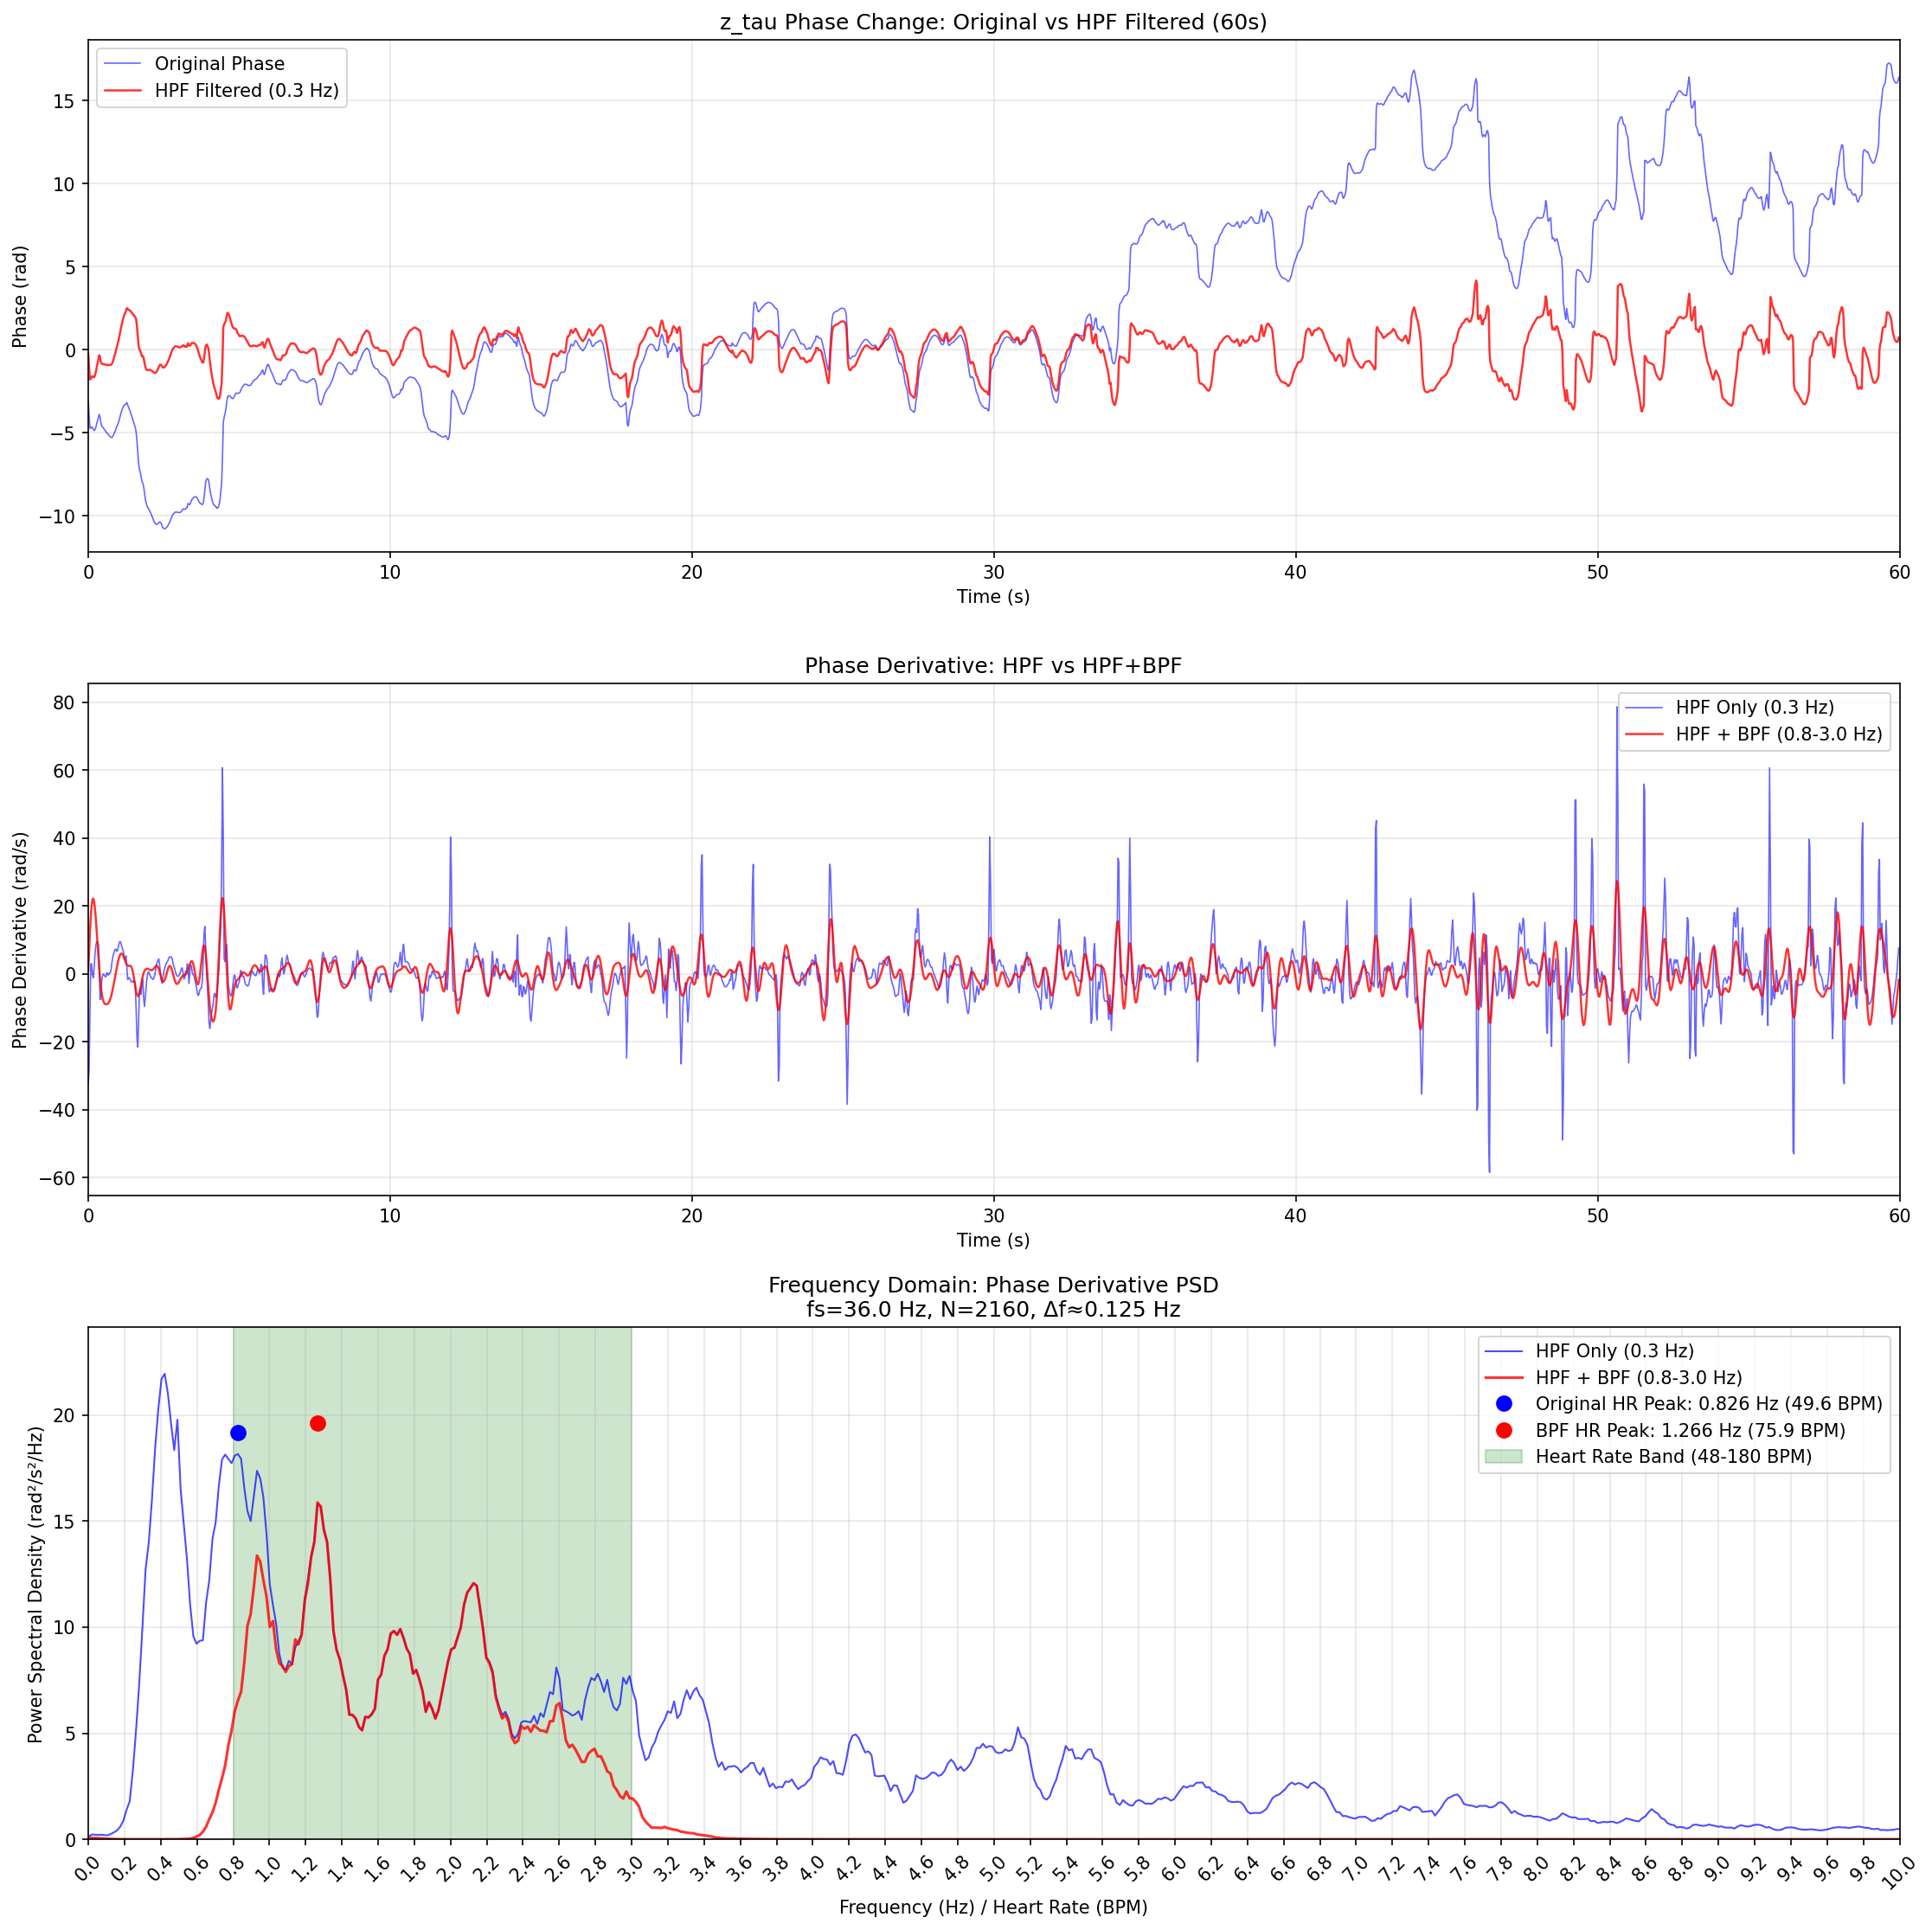 z_tau Phase Change: Original vs HPF Filtered (60s)
Original Phase
HPF Filtered (0.3 Hz)
Phase (rad)
15
10
5
0
−5
−10
0 10 20 30 40 50 60
Time (s)
Phase Derivative: HPF vs HPF+BPF
HPF Only (0.3 Hz)
HPF + BPF (0.8-3.0 Hz)
Phase Derivative (rad/s)
80
60
40
20
0
−20
−40
−60
0 10 20 30 40 50 60
Time (s)
Frequency Domain: Phase Derivative PSD
fs=36.0 Hz, N=2160, Δf≈0.125 Hz
HPF Only (0.3 Hz)
HPF + BPF (0.8-3.0 Hz)
Original HR Peak: 0.826 Hz (49.6 BPM)
BPF HR Peak: 1.266 Hz (75.9 BPM)
Heart Rate Band (48-180 BPM)
Power Spectral Density (rad²/s²/Hz)
20
15
10
5
0
0.0 0.2 0.4 0.6 0.8 1.0 1.2 1.4 1.6 1.8 2.0 2.2 2.4 2.6 2.8 3.0 3.2 3.4 3.6 3.8 4.0 4.2 4.4 4.6 4.8 5.0 5.2 5.4 5.6 5.8 6.0 6.2 6.4 6.6 6.8 7.0 7.2 7.4 7.6 7.8 8.0 8.2 8.4 8.6 8.8 9.0 9.2 9.4 9.6 9.8 10.0
Frequency (Hz) / Heart Rate (BPM)